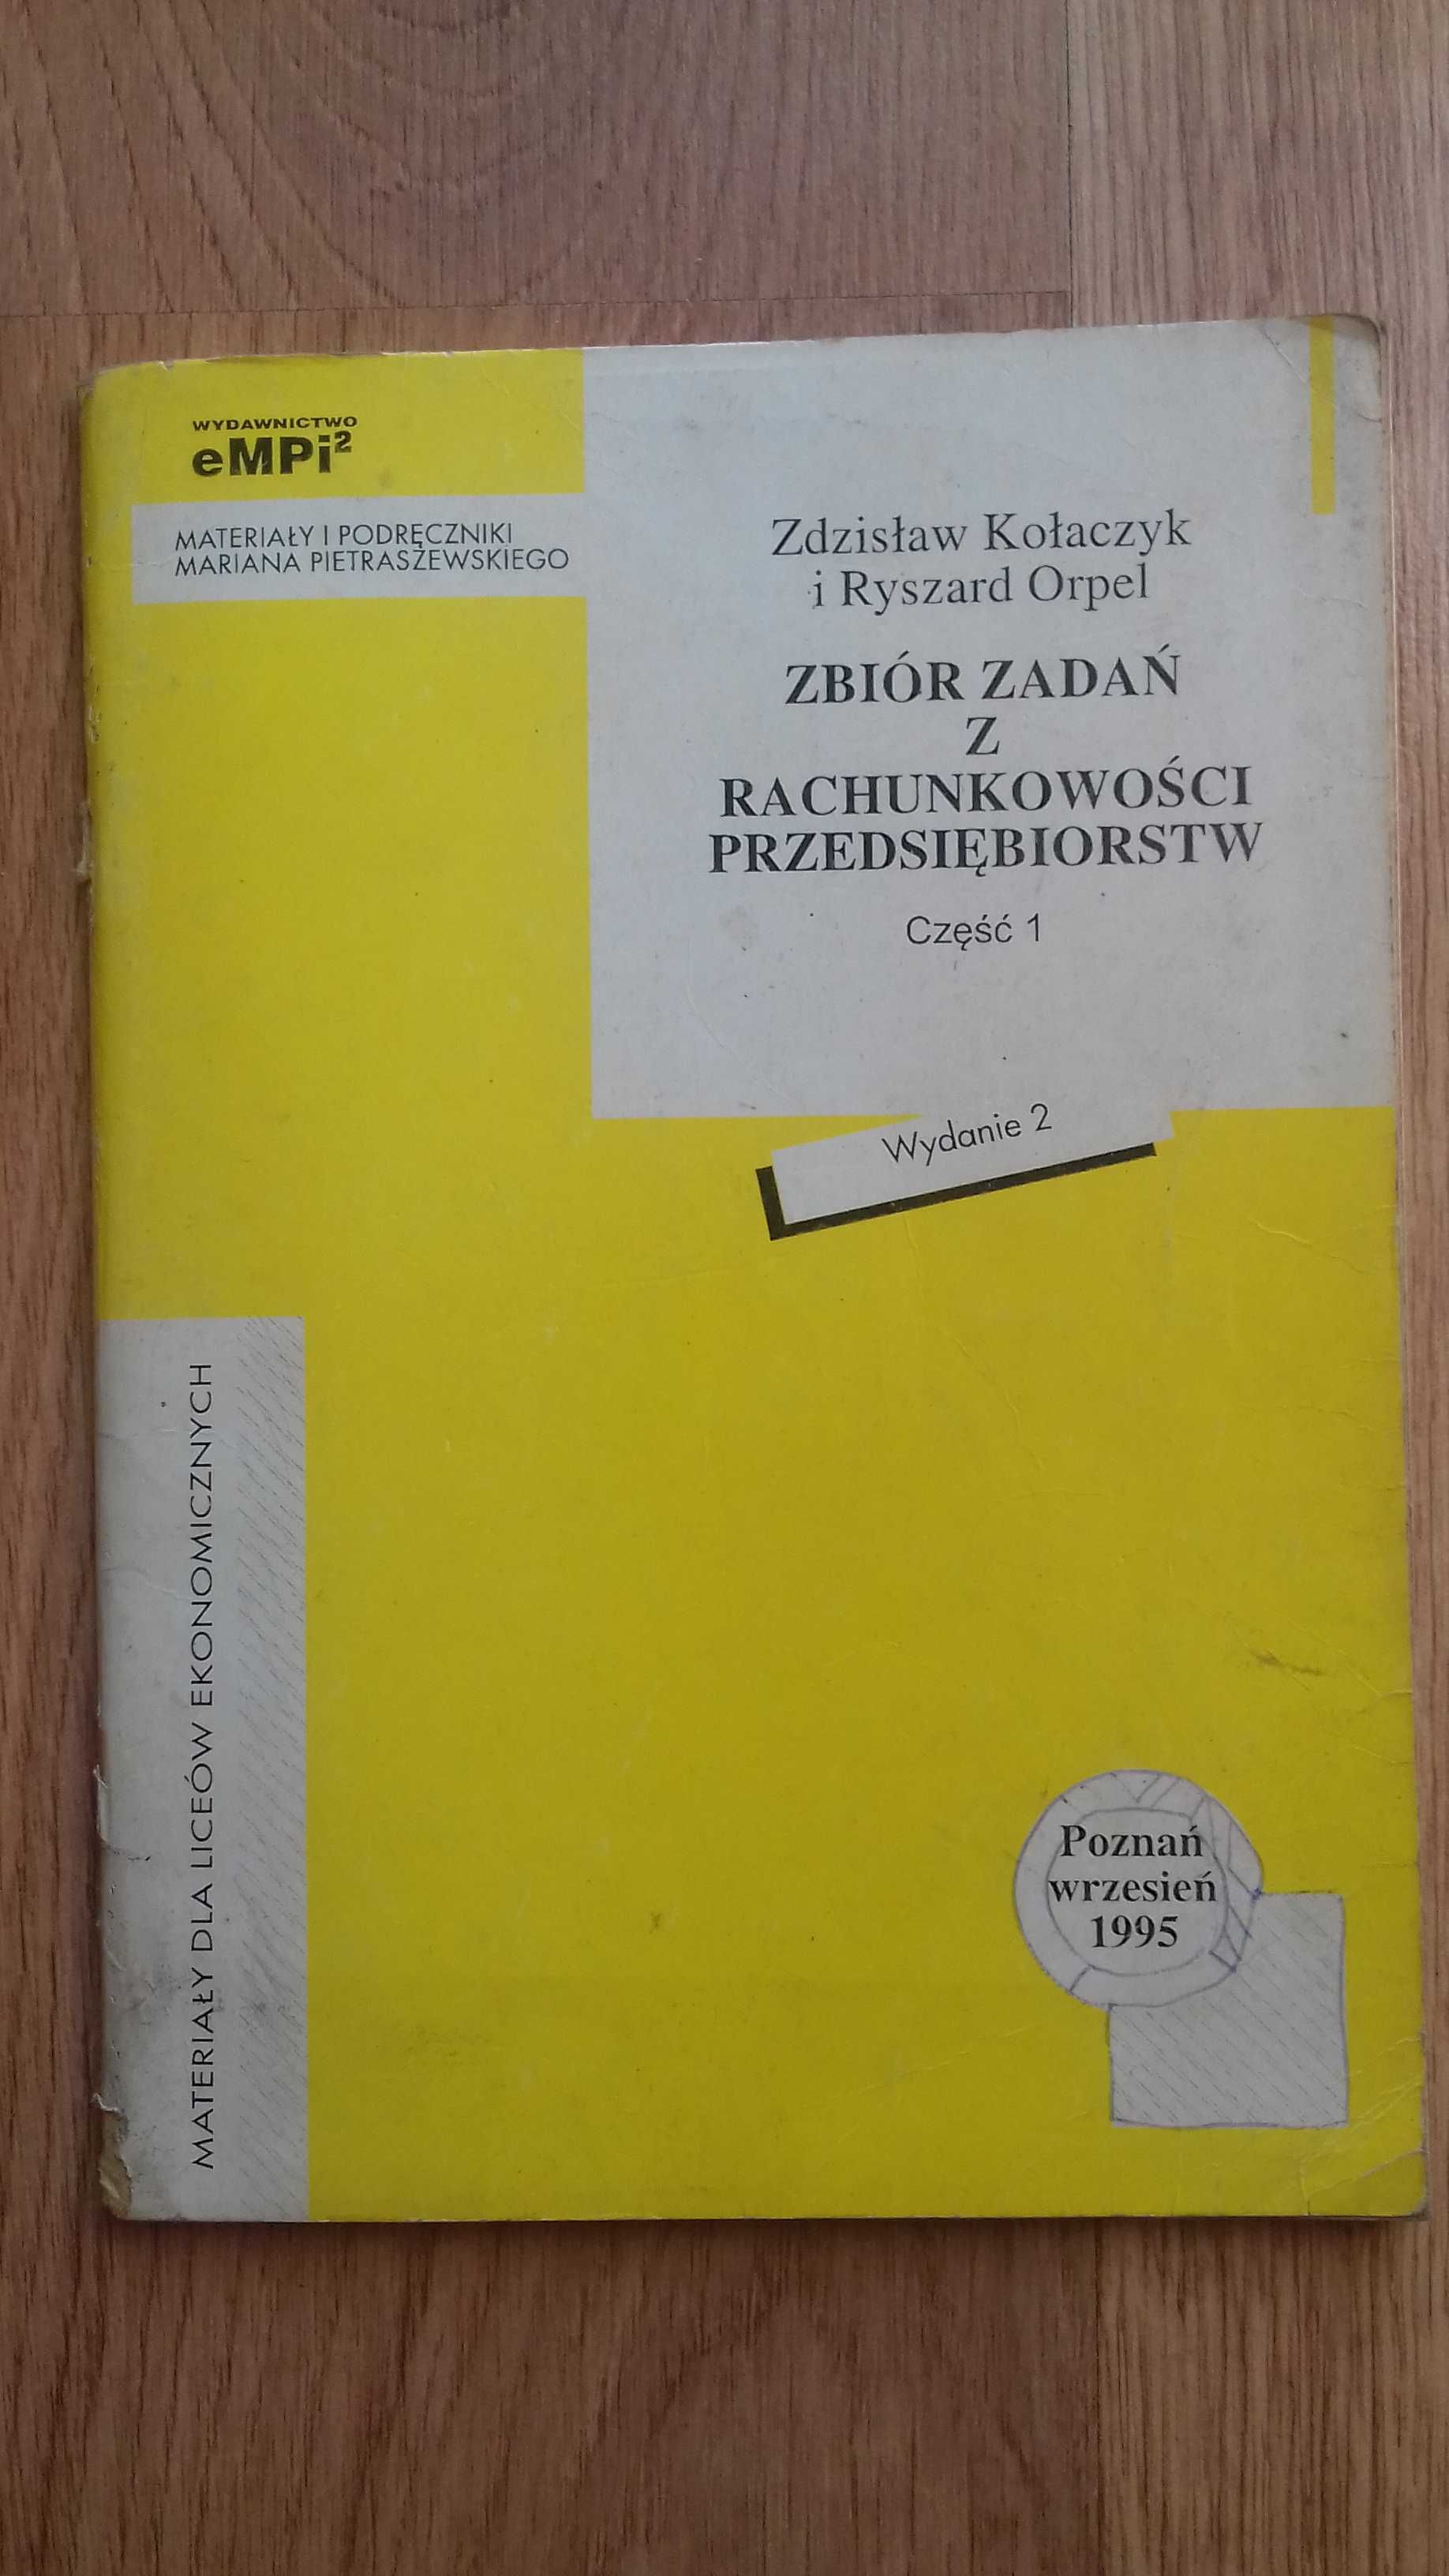 WYDAWNICTWO
eMPi²
MATERIAŁY I PODRĘCZNIKI
MARIANA PIETRASZEWSKIEGO
Zdzisław Kołaczyk
i Ryszard Orpel
ZBIÓR ZADAŃ
Z
RACHUNKOWOŚCI
PRZEDSIĘBIORSTW
Część 1
Wydanie 2
MATERIAŁY DLA LICEÓW EKONOMICZNYCH
Poznań
wrzesień
1995